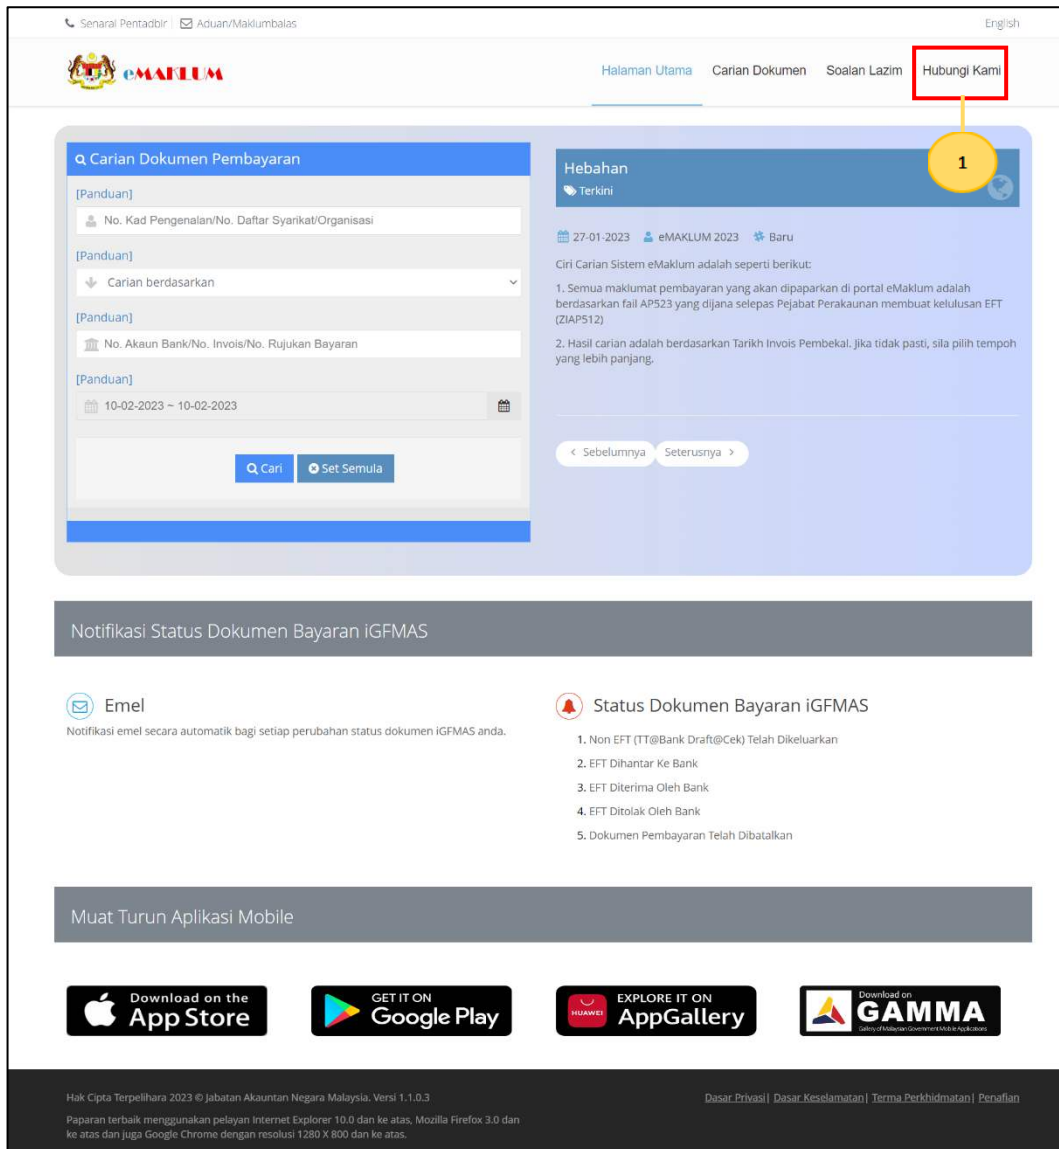 Senarai Pentadbir | Aduan/Maklumbalas
English
eMAKLUM
Halaman Utama
Carian Dokumen
Soalan Lazim
Hubungi Kami
1
Carian Dokumen Pembayaran
[Panduan]
No. Kad Pengenalan/No. Daftar Syarikat/Organisasi
[Panduan]
Carian berdasarkan
[Panduan]
No. Akaun Bank/No. Invois/No. Rujukan Bayaran
[Panduan]
10-02-2023 ~ 10-02-2023
Cari
Set Semula
Hebahan
Terkini
27-01-2023 eMAKLUM 2023 Baru
Ciri Carian Sistem eMaklum adalah seperti berikut:
1. Semua maklumat pembayaran yang akan dipaparkan di portal eMaklum adalah
berdasarkan fail AP523 yang dijana selepas Pejabat Perakaunan membuat kelulusan EFT
(ZIAP512)
2. Hasil carian adalah berdasarkan Tarikh Invois Pembekal. Jika tidak pasti, sila pilih tempoh
yang lebih panjang.
< Sebelumnya
Seterusnya >
Notifikasi Status Dokumen Bayaran iGFMAS
Emel
Notifikasi emel secara automatik bagi setiap perubahan status dokumen iGFMAS anda.
Status Dokumen Bayaran iGFMAS
1. Non EFT (TT@Bank Draft@Cek) Telah Dikeluarkan
2. EFT Dihantar Ke Bank
3. EFT Diterima Oleh Bank
4. EFT Ditolak Oleh Bank
5. Dokumen Pembayaran Telah Dibatalkan
Muat Turun Aplikasi Mobile
Download on the
App Store
GET IT ON
Google Play
HUAWEI
EXPLORE IT ON
AppGallery
Download on
GAMMA
Gallery of Malaysian Government Mobile Applications
Hak Cipta Terpelihara 2023 © Jabatan Akauntan Negara Malaysia. Versi 1.1.0.3
Paparan terbaik menggunakan pelayan Internet Explorer 10.0 dan ke atas, Mozilla Firefox 3.0 dan
ke atas dan juga Google Chrome dengan resolusi 1280 X 800 dan ke atas.
Dasar Privasi| Dasar Keselamatan| Terma Perkhidmatan| Penafian